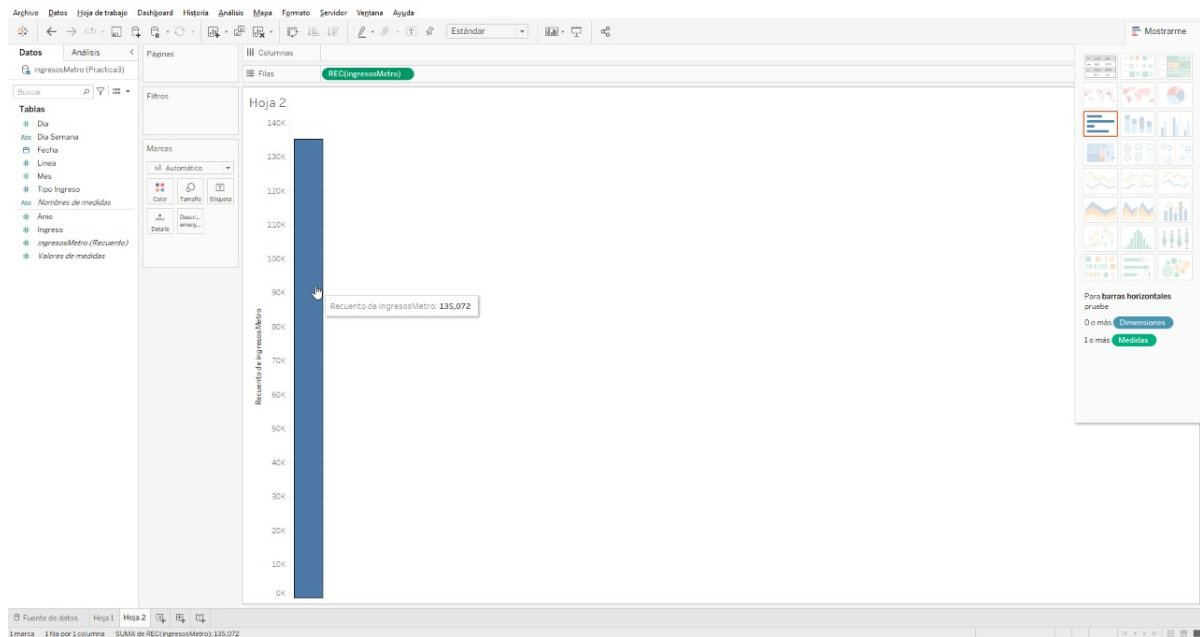 Archivo Datos Hoja de trabajo Dashboard Historia Análisis Mapa Formato Servidor Ventana Ayuda
Estándar
Mostrarme
Datos Análisis
ingresosMetro (Practica3)
Buscar
Tablas
Dia
Abc Dia Semana
Fecha
Linea
Mes
Tipo Ingreso
Abc Nombres de medidas
Anio
Ingreso
ingresosMetro (Recuento)
Valores de medidas
Páginas
Filtros
Marcas
Automático
Color Tamaño Etiqueta
Detalle Descri... emerg...
Columnas
Filas REC(ingresosMetro)
Hoja 2
140K
130K
120K
110K
100K
90K
80K
70K
60K
50K
40K
30K
20K
10K
0K
Recuento de ingresosMetro
Recuento de ingresosMetro: 135,072
Para barras horizontales
pruebe
0 o más Dimensiones
1 o más Medidas
Fuente de datos Hoja 1 Hoja 2
1 marca 1 fila por 1 columna SUMA de REC(ingresosMetro): 135,072